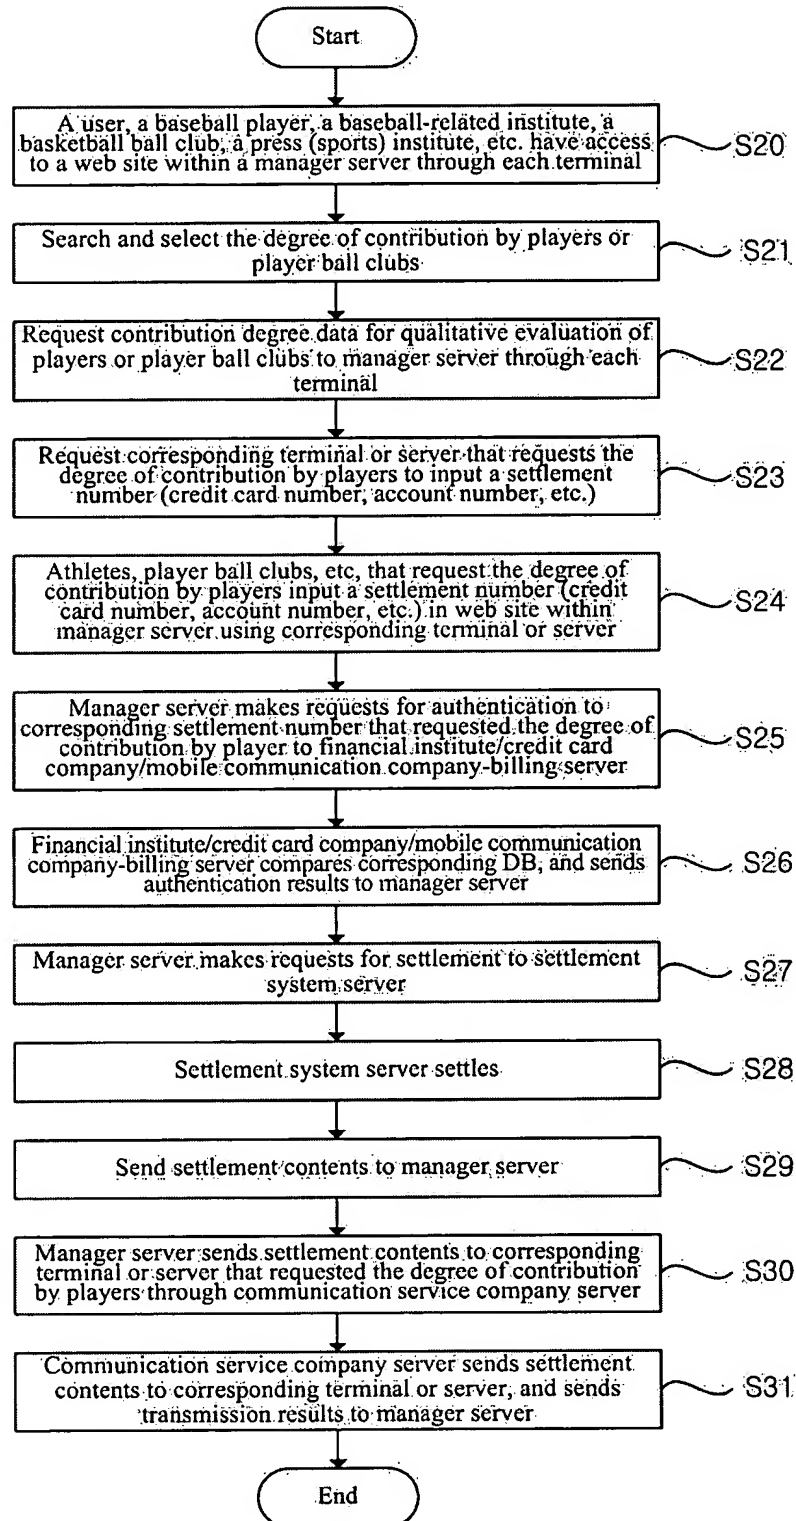 Start
A user, a baseball player, a baseball-related institute, a
basketball ball club, a press (sports) institute, etc. have access
to a web site within a manager server through each terminal
S20
Search and select the degree of contribution by players or
player ball clubs
S21
Request contribution degree data for qualitative evaluation of
players or player ball clubs to manager server through each
terminal
S22
Request corresponding terminal or server that requests the
degree of contribution by players to input a settlement
number (credit card number, account number, etc.)
S23
Athletes, player ball clubs, etc, that request the degree of
contribution by players input a settlement number (credit
card number, account number, etc.) in web site within
manager server using corresponding terminal or server
S24
Manager server makes requests for authentication to
corresponding settlement number that requested the degree of
contribution by player to financial institute/credit card
company/mobile communication company-billing server
S25
Financial institute/credit card company/mobile communication
company-billing server compares corresponding DB, and sends
authentication results to manager server
S26
Manager server makes requests for settlement to settlement
system server
S27
Settlement system server settles
S28
Send settlement contents to manager server
S29
Manager server sends settlement contents to corresponding
terminal or server that requested the degree of contribution
by players through communication service company server
S30
Communication service company server sends settlement
contents to corresponding terminal or server, and sends
transmission results to manager server
S31
End